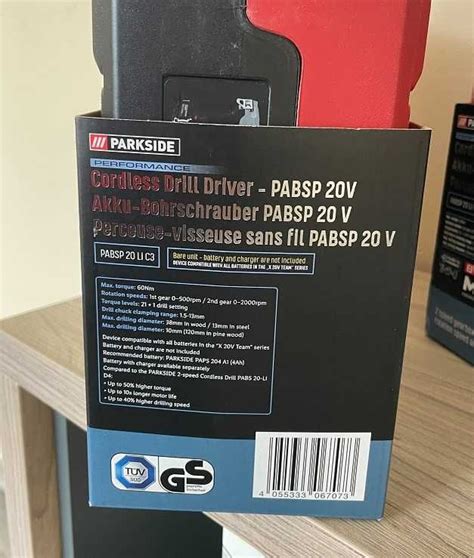 /// PARKSIDE
PERFORMANCE
Cordless Drill Driver - PABSP 20V
Akku-Bohrschrauber PABSP 20 V
Perceuse-visseuse sans fil PABSP 20 V
PABSP 20 LI C3
Bare unit - battery and charger are not included
DEVICE COMPATIBLE WITH ALL BATTERIES IN THE „X 20V TEAM“ SERIES
Max. torque: 60Nm
Rotation speeds: 1st gear 0-500rpm / 2nd gear 0-2000rpm
Torque levels: 21 + 1 drill setting
Drill chuck clamping range: 1.5-13mm
Max. drilling diameter: 38mm in wood / 13mm in steel
Max. drilling diameter: 10mm (120mm in pine wood)
Device compatible with all batteries in the "X 20V Team" series
Battery and charger are not included
Recommended battery: PARKSIDE PAPS 204 A1 (4Ah)
Battery with charger available separately
Compared to the PARKSIDE 2-speed Cordless Drill PABS 20-LI
D4:
• Up to 50% higher torque
• Up to 10x longer motor life
• Up to 40% higher drilling speed
TÜV
SÜD
GS
4 055333 067073